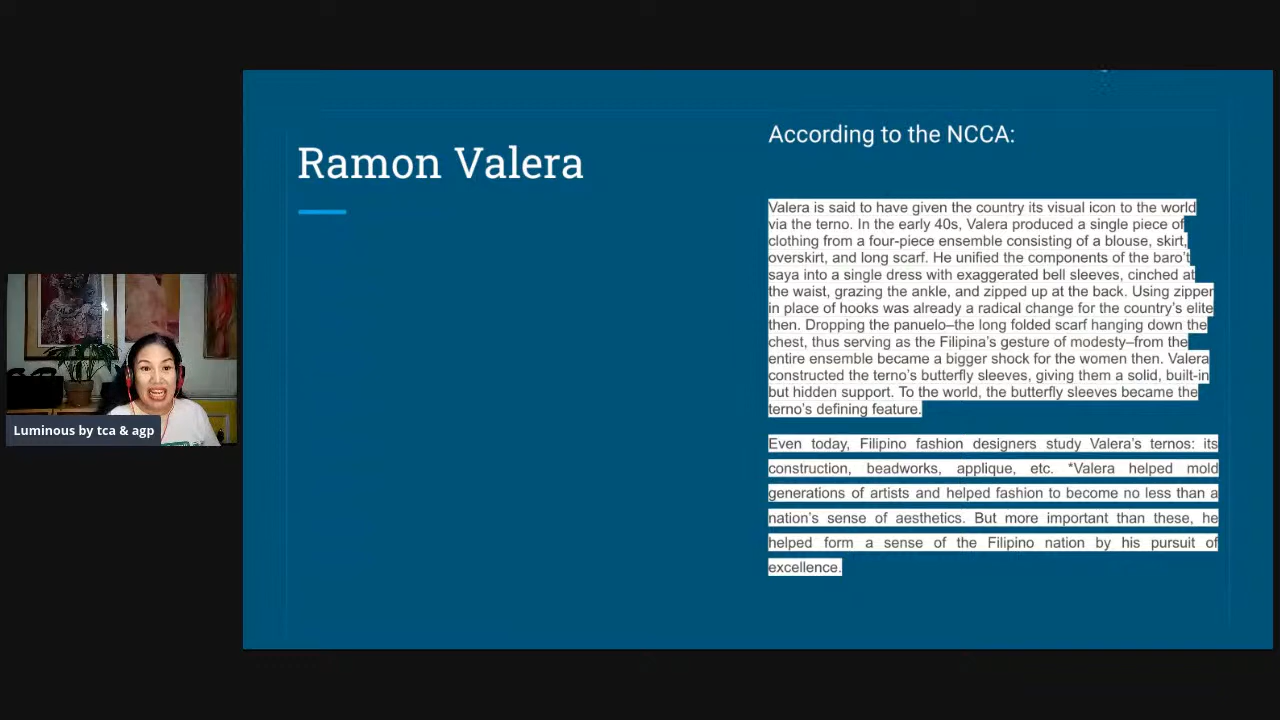 Ramon Valera
According to the NCCA:
Valera is said to have given the country its visual icon to the world
via the terno. In the early 40s, Valera produced a single piece of
clothing from a four-piece ensemble consisting of a blouse, skirt,
overskirt, and long scarf. He unified the components of the baro't
saya into a single dress with exaggerated bell sleeves, cinched at
the waist, grazing the ankle, and zipped up at the back. Using zipper
in place of hooks was already a radical change for the country's elite
then. Dropping the panuelo–the long folded scarf hanging down the
chest, thus serving as the Filipina's gesture of modesty–from the
entire ensemble became a bigger shock for the women then. Valera
constructed the terno's butterfly sleeves, giving them a solid, built-in
but hidden support. To the world, the butterfly sleeves became the
terno's defining feature.
Even today, Filipino fashion designers study Valera's ternos: its
construction, beadworks, applique, etc. *Valera helped mold
generations of artists and helped fashion to become no less than a
nation's sense of aesthetics. But more important than these, he
helped form a sense of the Filipino nation by his pursuit of
excellence.
Luminous by tca & agp